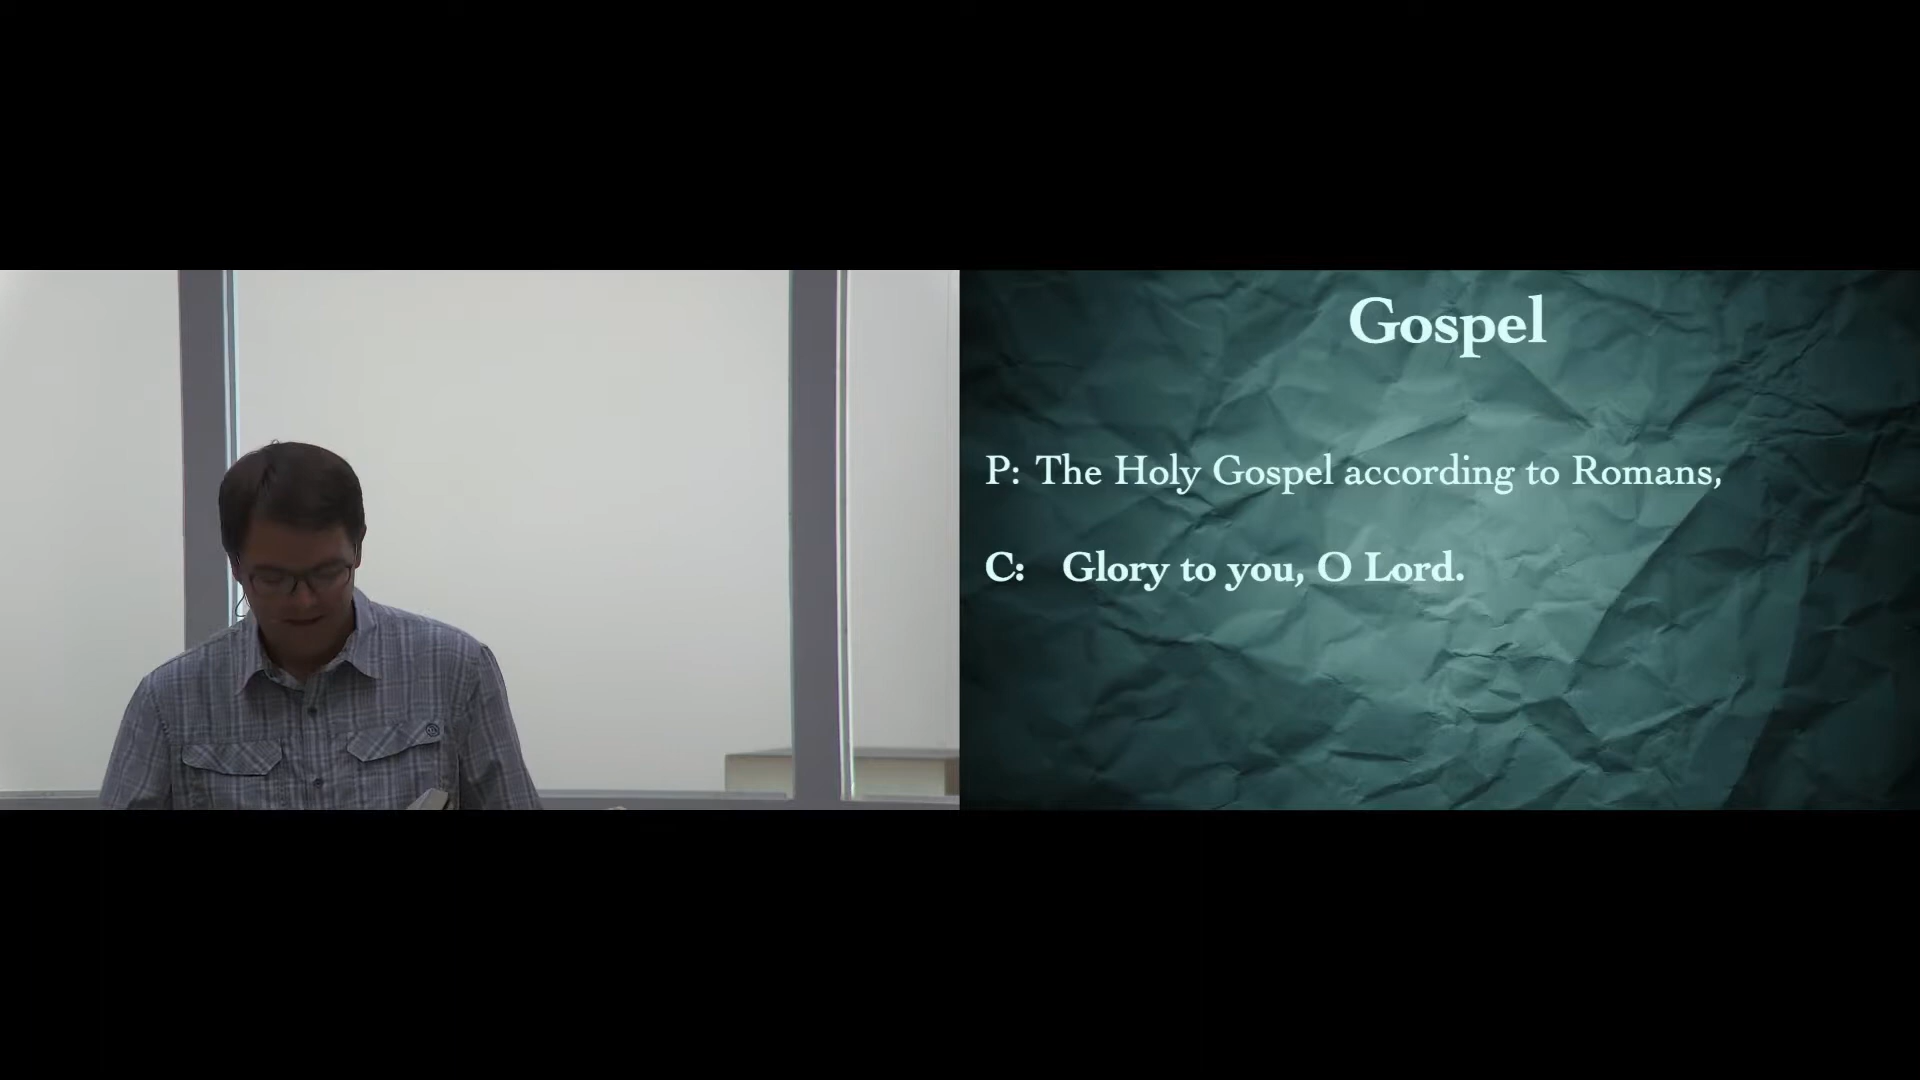 Gospel
P: The Holy Gospel according to Romans,
C: Glory to you, O Lord.